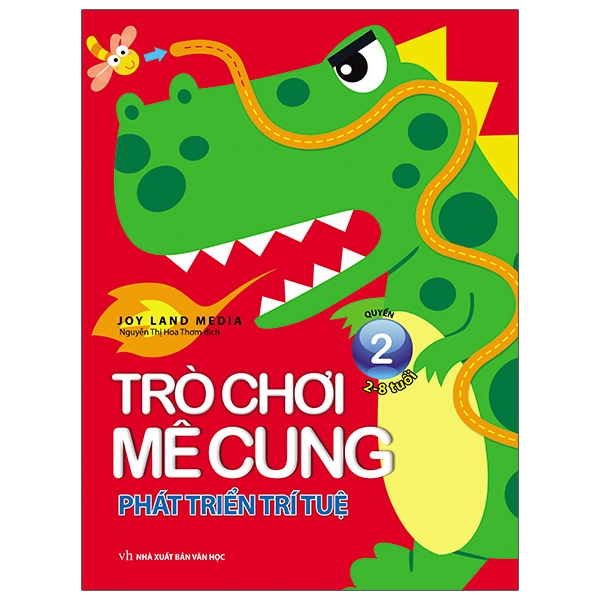 JOY LAND MEDIA
Nguyễn Thị Hoa Thơm dịch
QUYỂN
2
2-8 tuổi
TRÒ CHƠI
MÊ CUNG
PHÁT TRIỂN TRÍ TUỆ
vh NHÀ XUẤT BẢN VĂN HỌC